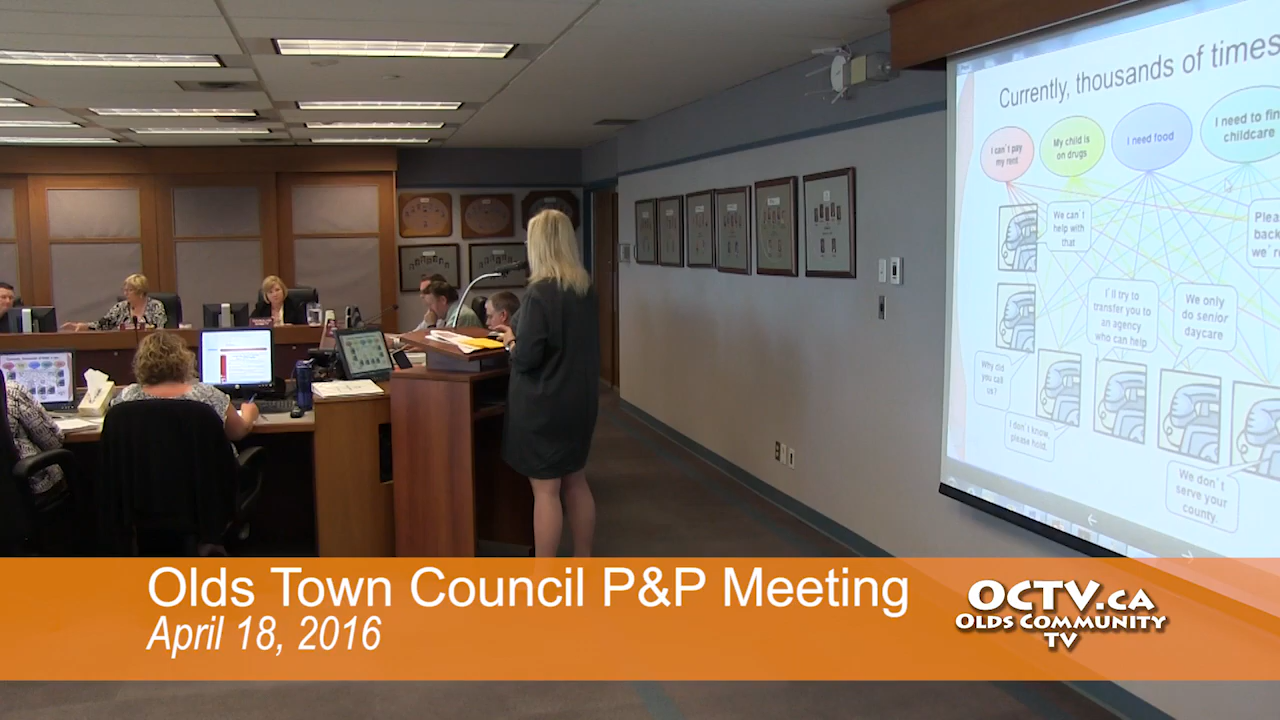 Currently, thousands of times
I can't pay
my rent
My child is
on drugs
I need food
I need to fin
childcare
We can't
help with
that
Plea
back
we're
I'll try to
transfer you to
an agency
who can help
We only
do senior
daycare
Why did
you call
us?
I don't know,
please hold.
We don't
serve your
county.
Olds Town Council P&P Meeting
April 18, 2016
OCTV.ca
Olds Community
TV